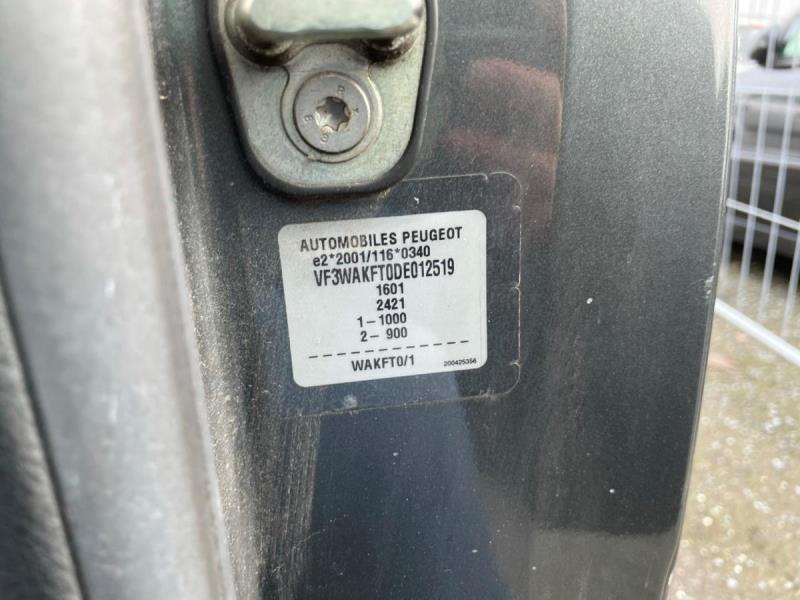 AUTOMOBILES PEUGEOT
e2*2001/116*0340
VF3WAKFT0DE012519
1601
2421
1- 1000
2- 900
WAKFT0/1 200425356